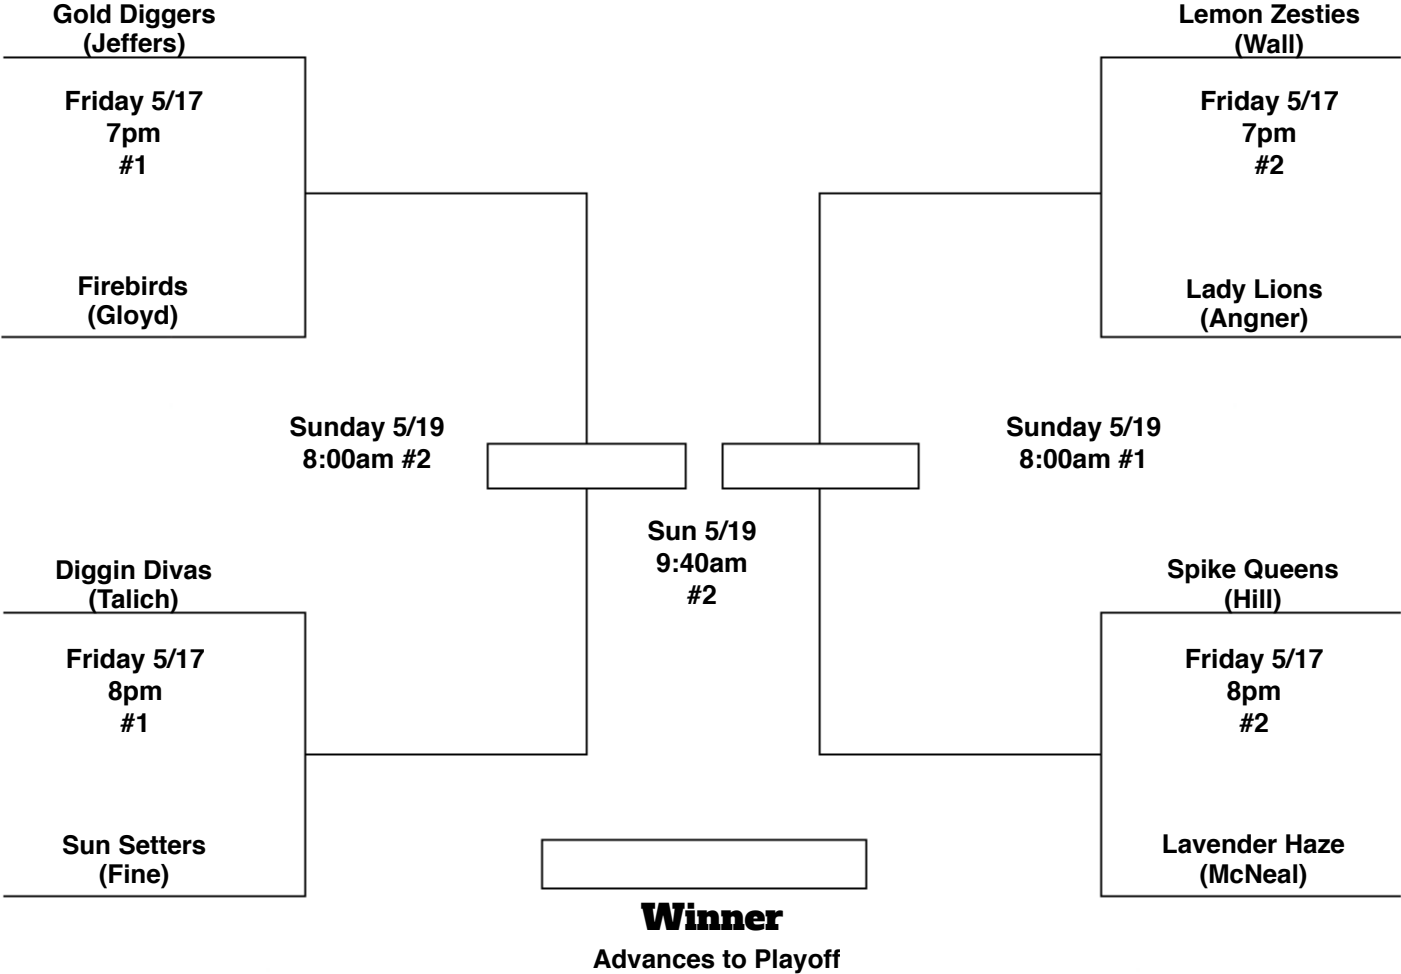 Gold Diggers
(Jeffers)
Friday 5/17
7pm
#1
Firebirds
(Gloyd)
Lemon Zesties
(Wall)
Friday 5/17
7pm
#2
Lady Lions
(Angner)
Sunday 5/19
8:00am #2
Sunday 5/19
8:00am #1
Sun 5/19
9:40am
#2
Diggin Divas
(Talich)
Friday 5/17
8pm
#1
Sun Setters
(Fine)
Spike Queens
(Hill)
Friday 5/17
8pm
#2
Lavender Haze
(McNeal)
Winner
Advances to Playoff